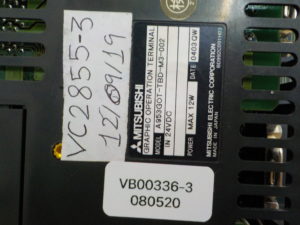 VC2855-3
12/09/19
MITSUBISHI
GRAPHIC OPERATION TERMINAL
MODEL A953GOT-TBD-M3-002
IN 24VDC
POWER MAX 12W DATE 0403QW
MITSUBISHI ELECTRIC CORPORATION
MADE IN JAPAN
VB00336-3
080520